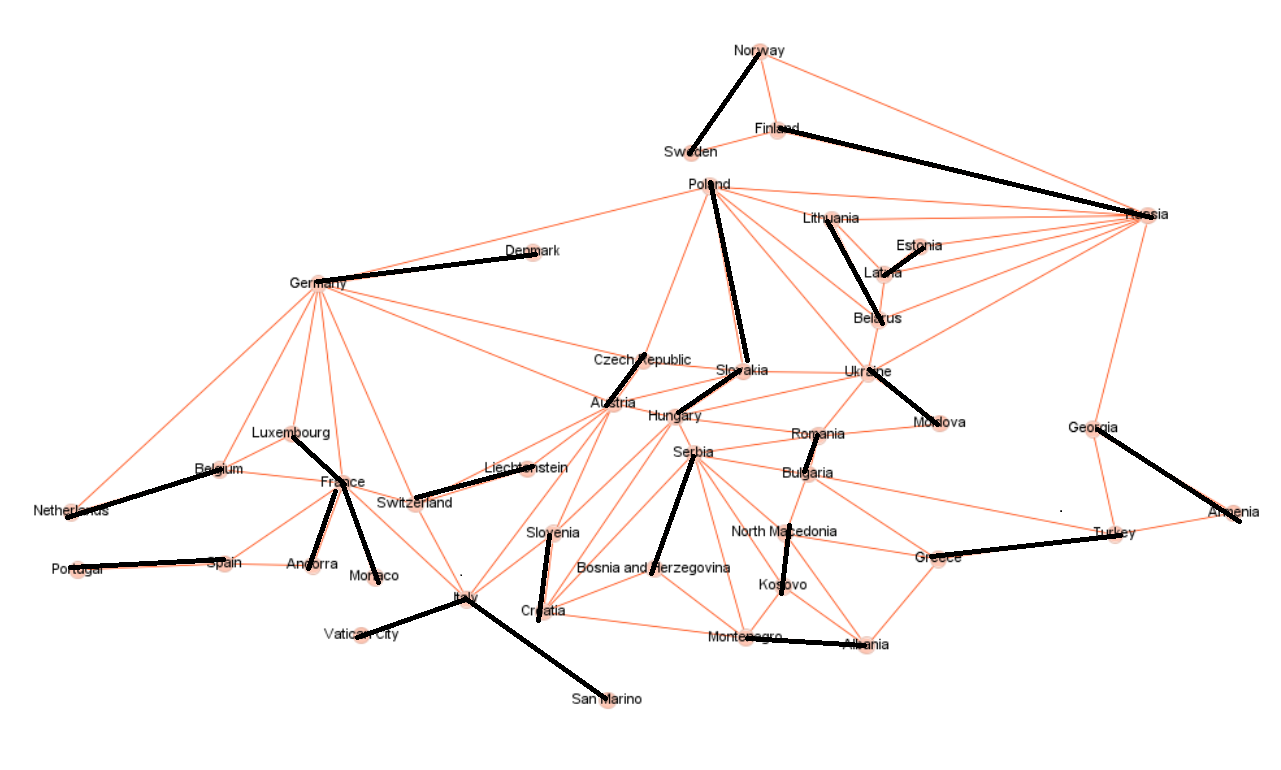 Norway
Finland
Sweden
Poland
Lithuania
Russia
Estonia
Denmark
Latvia
Germany
Belarus
Czech Republic
Slovakia
Ukraine
Austria
Hungary
Moldova
Georgia
Luxembourg
Romania
Serbia
Belgium
Liechtenstein
Bulgaria
France
Switzerland
Netherlands
Armenia
Slovenia
North Macedonia
Turkey
Greece
Spain
Andorra
Portugal
Bosnia and Herzegovina
Monaco
Kosovo
Italy
Croatia
Vatican City
Montenegro
Albania
San Marino